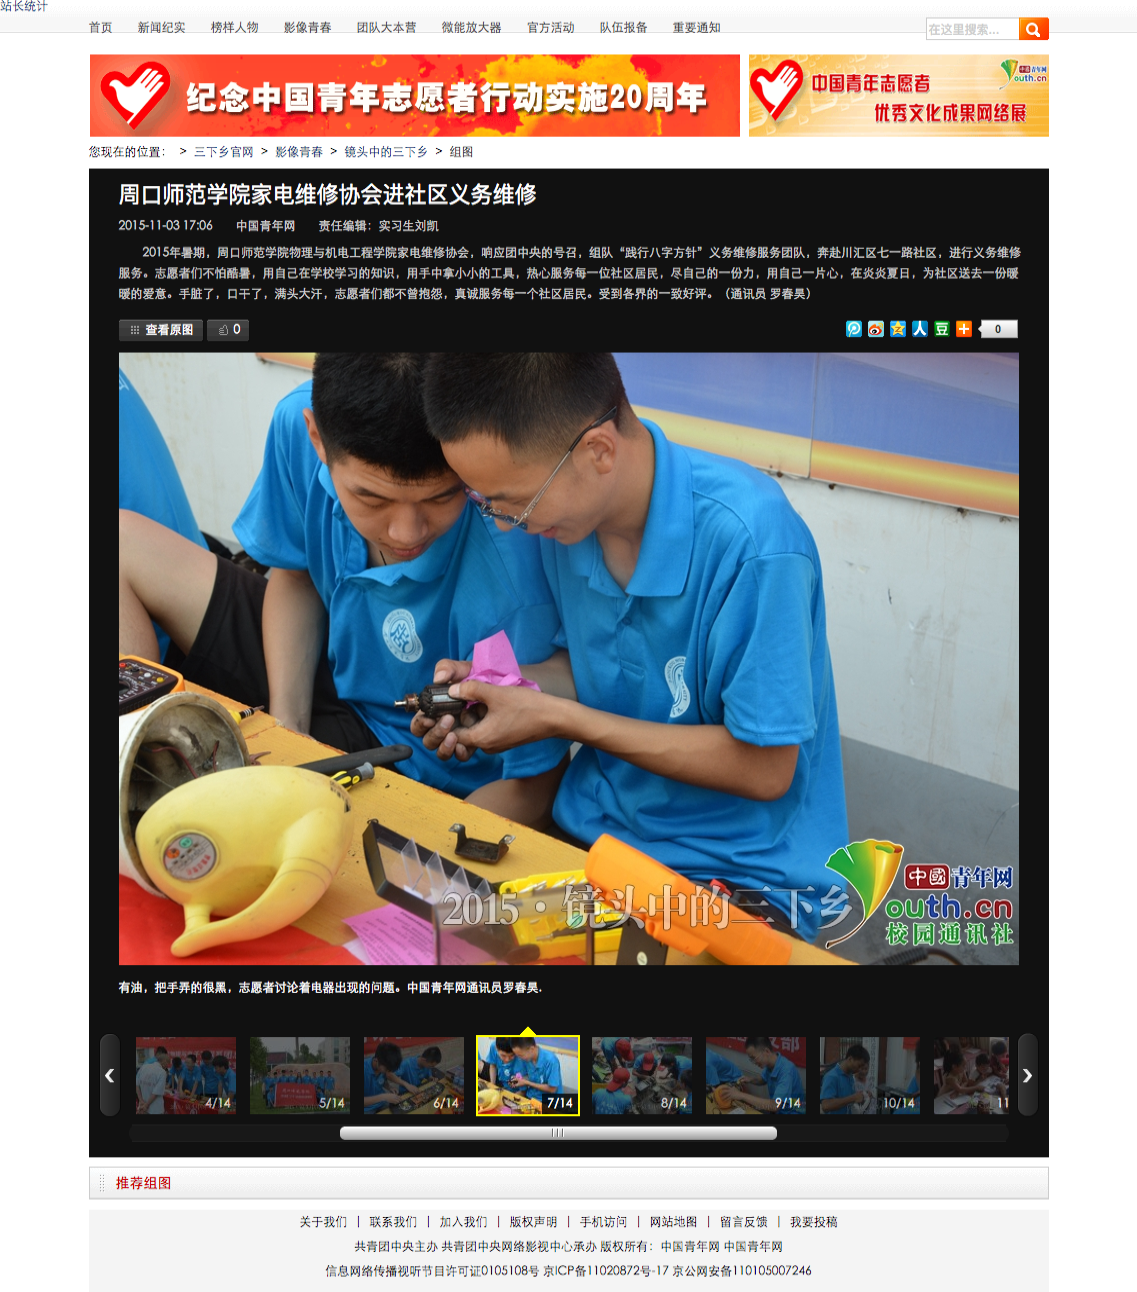 站长统计
首页 新闻纪实 榜样人物 影像青春 团队大本营 微能放大器 官方活动 队伍报备 重要通知
在这里搜索...
纪念中国青年志愿者行动实施20周年
中国青年志愿者
优秀文化成果网络展
中国青年网
Youth.cn
您现在的位置： > 三下乡官网 > 影像青春 > 镜头中的三下乡 > 组图
周口师范学院家电维修协会进社区义务维修
2015-11-03 17:06 中国青年网 责任编辑：实习生刘凯
2015年暑期，周口师范学院物理与机电工程学院家电维修协会，响应团中央的号召，组队“践行八字方针”义务维修服务团队，奔赴川汇区七一路社区，进行义务维修
服务。志愿者们不怕酷暑，用自己在学校学习的知识，用手中拿小小的工具，热心服务每一位社区居民，尽自己的一份力，用自己一片心，在炎炎夏日，为社区送去一份暖
暖的爱意。手脏了，口干了，满头大汗，志愿者们都不曾抱怨，真诚服务每一个社区居民。受到各界的一致好评。（通讯员 罗春昊）
查看原图 0
0
中國青年网
Youth.cn
2015·镜头中的三下乡
校园通讯社
有油，把手弄的很黑，志愿者讨论着电器出现的问题。中国青年网通讯员罗春昊.
4/14 5/14 6/14 7/14 8/14 9/14 10/14 11
推荐组图
关于我们 | 联系我们 | 加入我们 | 版权声明 | 手机访问 | 网站地图 | 留言反馈 | 我要投稿
共青团中央主办 共青团中央网络影视中心承办 版权所有：中国青年网 中国青年网
信息网络传播视听节目许可证0105108号 京ICP备11020872号-17 京公网安备110105007246